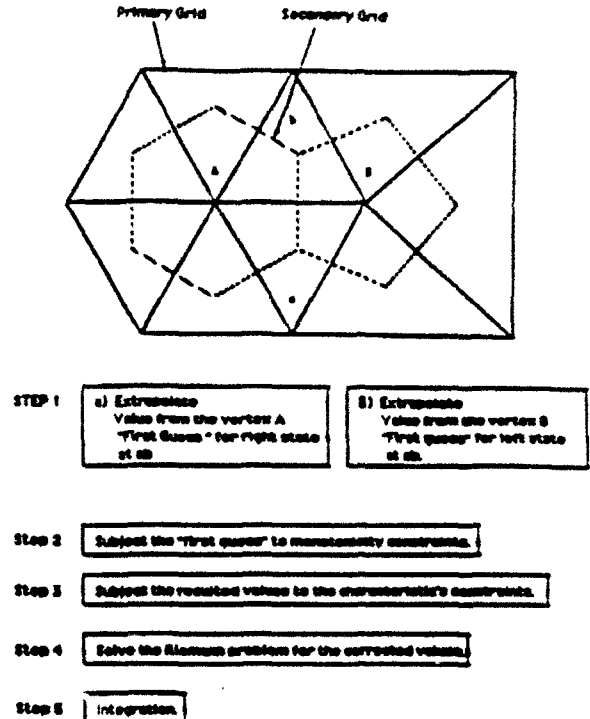 Primary Grid
Secondary Grid
b
A
B
a
STEP 1
a) Extrapolate
Value from the vertex A
"First Guess" for right state
at ab
B) Extrapolate
Value from the vertex B
"First guess" for left state
at ab.
Step 2
Subject the "first guess" to monotonicity constraints.
Step 3
Subject the resulted values to the characteristic's constraints.
Step 4
Solve the Riemann problem for the corrected values.
Step 5
Integration.